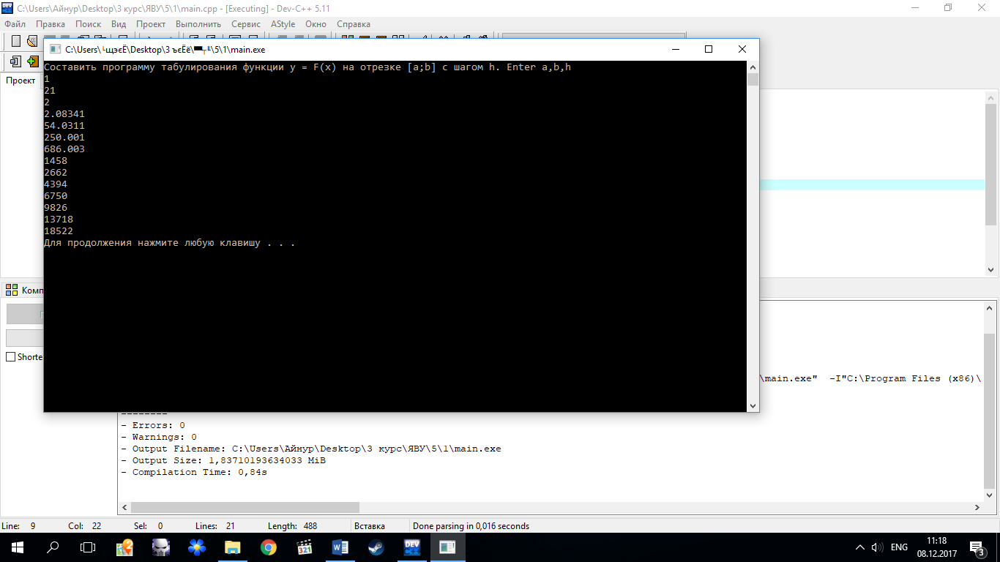 C:\Users\Айнур\Desktop\3 курс\ЯВУ\5\1\main.cpp - [Executing] - Dev-C++ 5.11
Файл Правка Поиск Вид Проект Выполнить Сервис AStyle Окно Справка
C:\Users\└щэєЁ\Desktop\3 ъєЁё\▀┬╙\5\1\main.exe
Проект
Составить программу табулирования функции y = F(x) на отрезке [a;b] с шагом h. Enter a,b,h
1
21
2
2.08341
54.0311
250.001
686.003
1458
2662
4394
6750
9826
13718
18522
Для продолжения нажмите любую клавишу . . .
Комп
Shorte
\main.exe" -I"C:\Program Files (x86)\
- Errors: 0
- Warnings: 0
- Output Filename: C:\Users\Айнур\Desktop\3 курс\ЯВУ\5\1\main.exe
- Output Size: 1,83710193634033 MiB
- Compilation Time: 0,84s
Line: 9 Col: 22 Sel: 0 Lines: 21 Length: 488 Вставка Done parsing in 0,016 seconds
321
DEV
ENG
11:18
08.12.2017
3